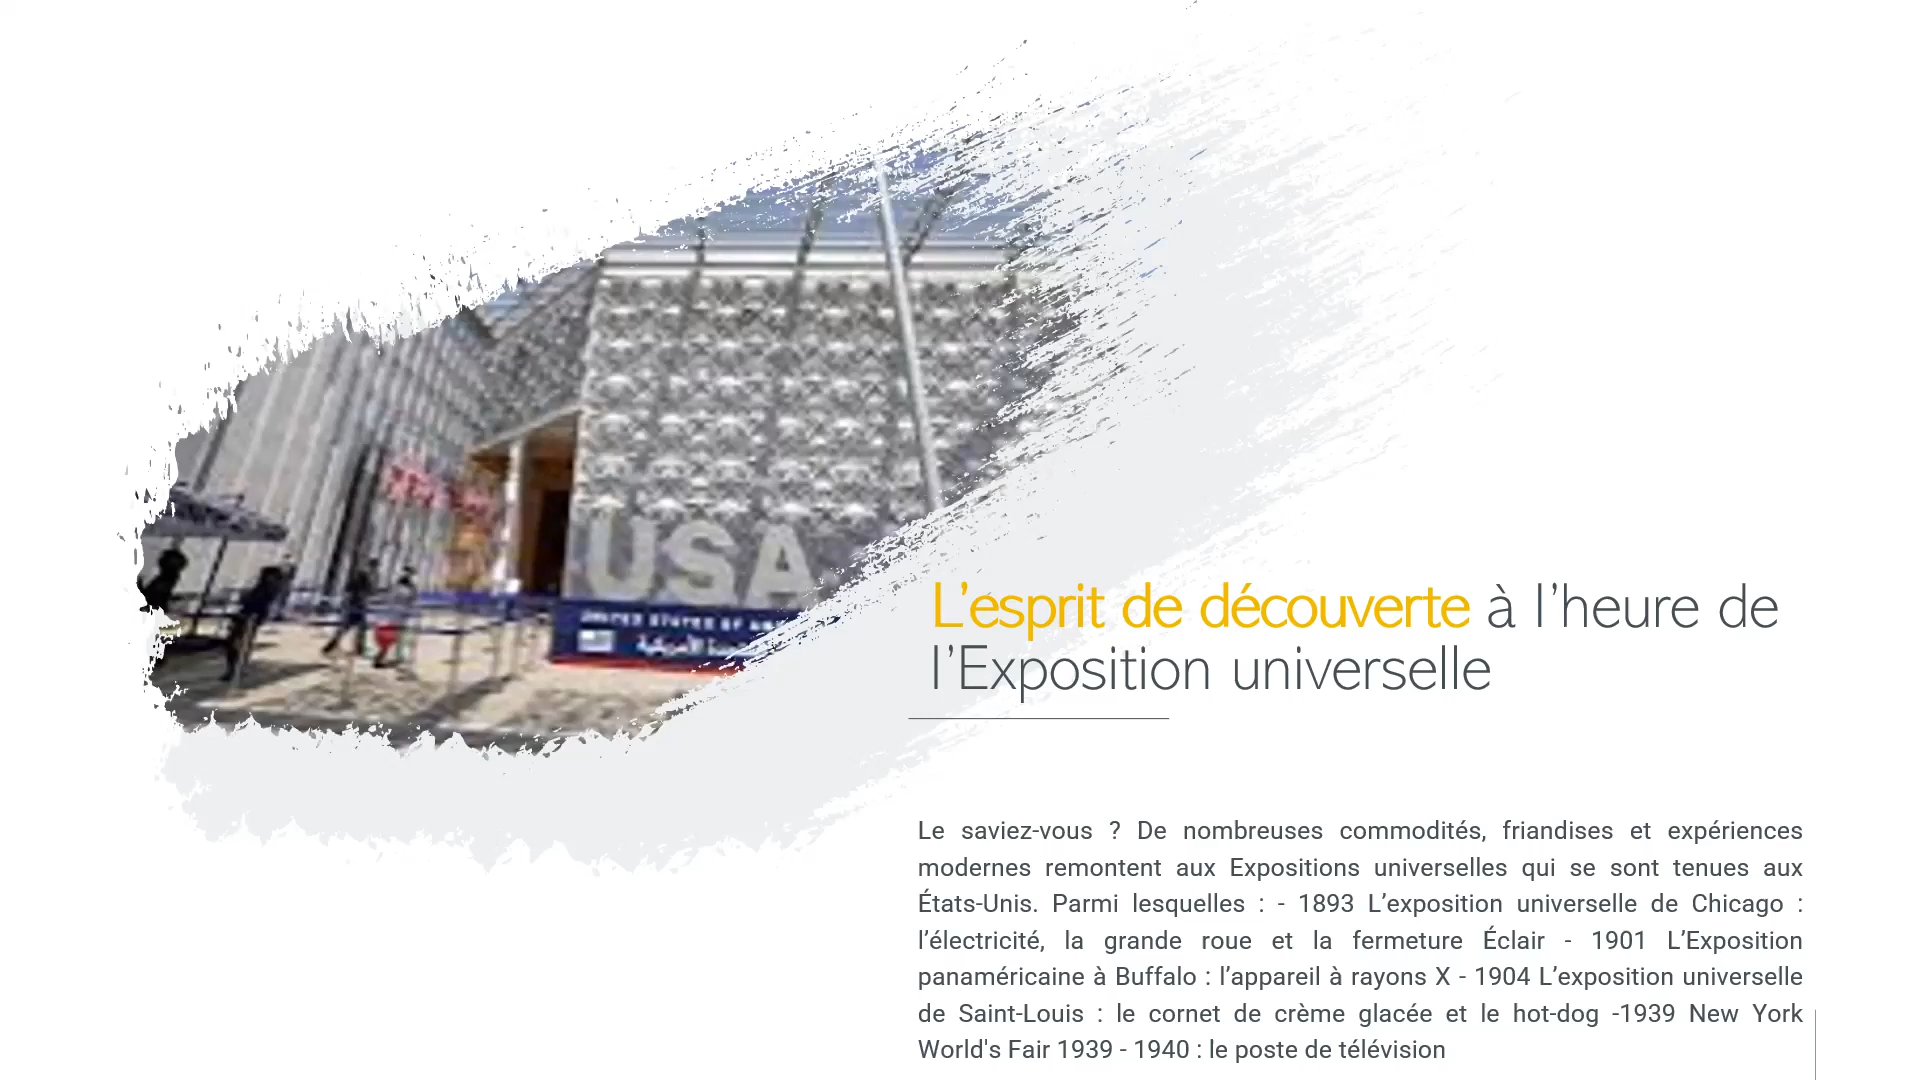 USA
UNITED STATES OF
L’esprit de découverte à l’heure de
l’Exposition universelle
Le saviez-vous ? De nombreuses commodités, friandises et expériences
modernes remontent aux Expositions universelles qui se sont tenues aux
États-Unis. Parmi lesquelles : - 1893 L’exposition universelle de Chicago :
l’électricité, la grande roue et la fermeture Éclair - 1901 L’Exposition
panaméricaine à Buffalo : l’appareil à rayons X - 1904 L’exposition universelle
de Saint-Louis : le cornet de crème glacée et le hot-dog -1939 New York
World's Fair 1939 - 1940 : le poste de télévision